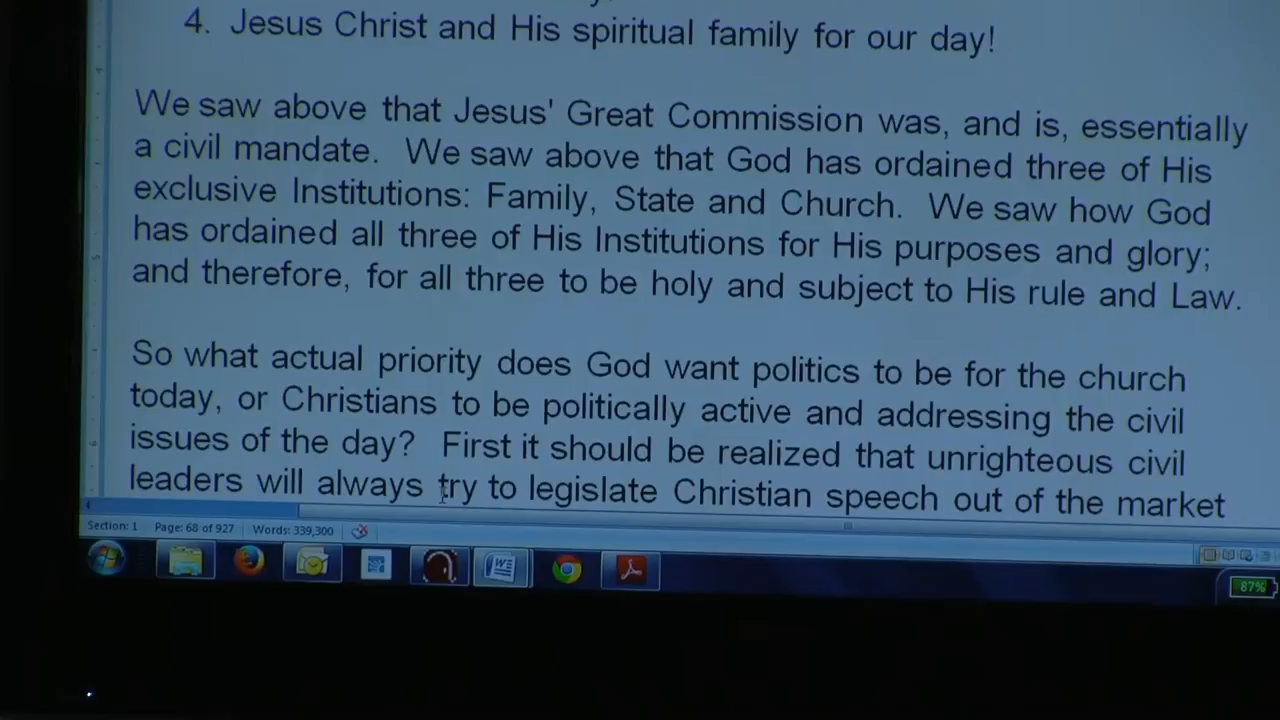 4. Jesus Christ and His spiritual family for our day!
We saw above that Jesus' Great Commission was, and is, essentially
a civil mandate. We saw above that God has ordained three of His
exclusive Institutions: Family, State and Church. We saw how God
has ordained all three of His Institutions for His purposes and glory;
and therefore, for all three to be holy and subject to His rule and Law.
So what actual priority does God want politics to be for the church
today, or Christians to be politically active and addressing the civil
issues of the day? First it should be realized that unrighteous civil
leaders will always try to legislate Christian speech out of the market
Section: 1 Page: 68 of 927 Words: 339,300
W
87%